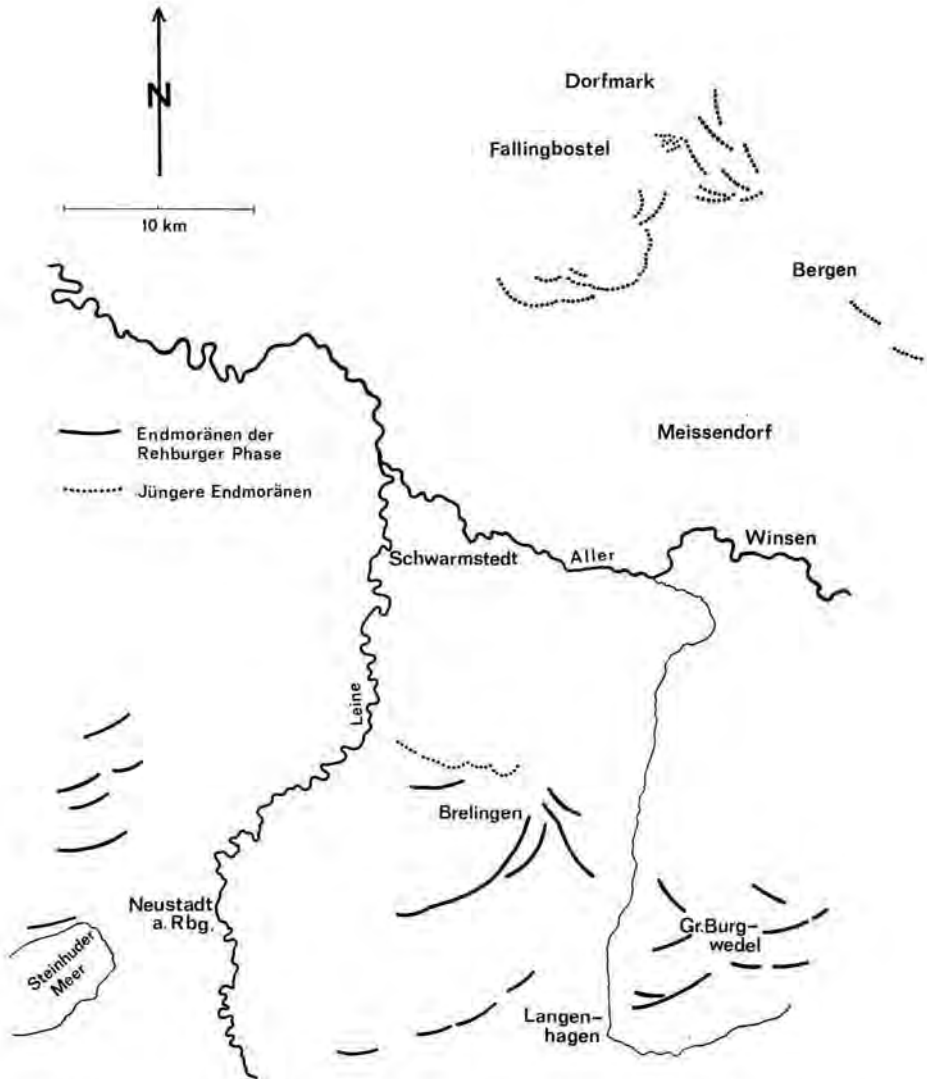 N
10 km
Dorfmark
Fallingbostel
Bergen
Endmoränen der
Rehburger Phase
Jüngere Endmoränen
Meissendorf
Winsen
Aller
Schwarmstedt
Leine
Brelingen
Neustadt
a. Rbg.
Gr. Burg-
wedel
Steinhuder
Meer
Langen-
hagen